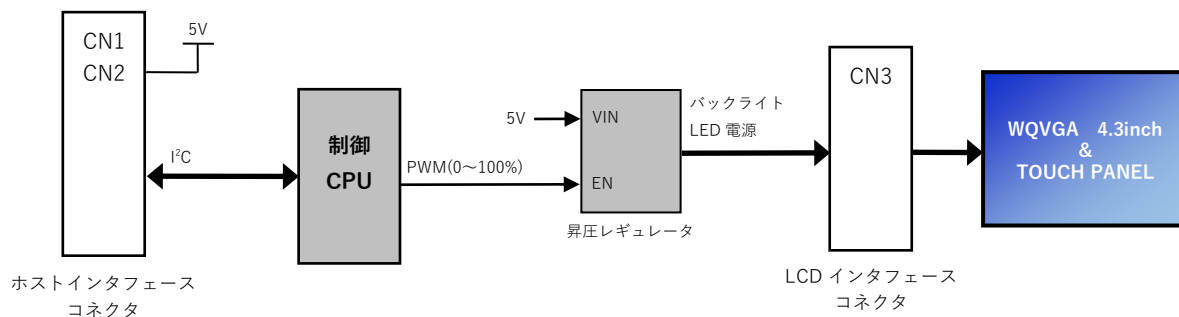 CN1
CN2
5V
ホストインタフェース
コネクタ
I²C
制御
CPU
PWM(0～100%)
5V
VIN
EN
昇圧レギュレータ
バックライト
LED 電源
CN3
LCD インタフェース
コネクタ
WQVGA 4.3inch
&
TOUCH PANEL